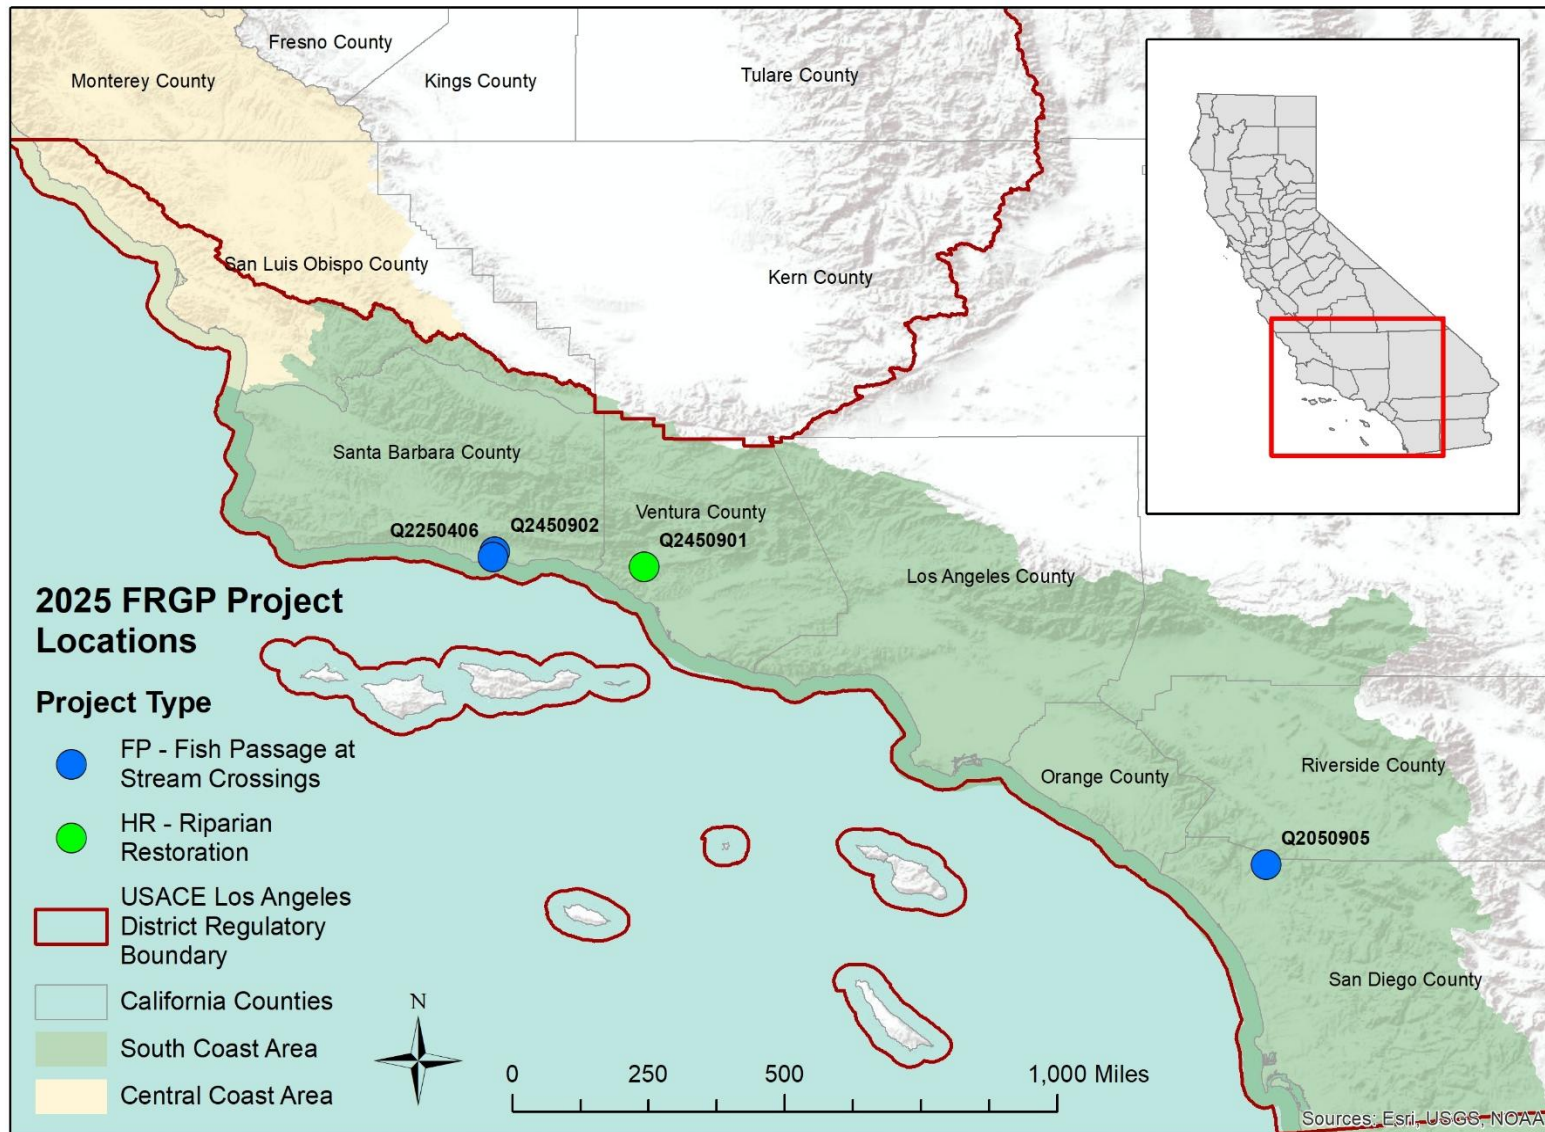 Fresno County
Monterey County
Kings County
Tulare County
San Luis Obispo County
Kern County
Santa Barbara County
Ventura County
Q2250406
Q2450902
Q2450901
Los Angeles County
Orange County
Riverside County
Q2050905
San Diego County
2025 FRGP Project
Locations
Project Type
FP - Fish Passage at
Stream Crossings
HR - Riparian
Restoration
USACE Los Angeles
District Regulatory
Boundary
California Counties
South Coast Area
Central Coast Area
N
0 250 500 1,000 Miles
Sources: Esri, USGS, NOAA